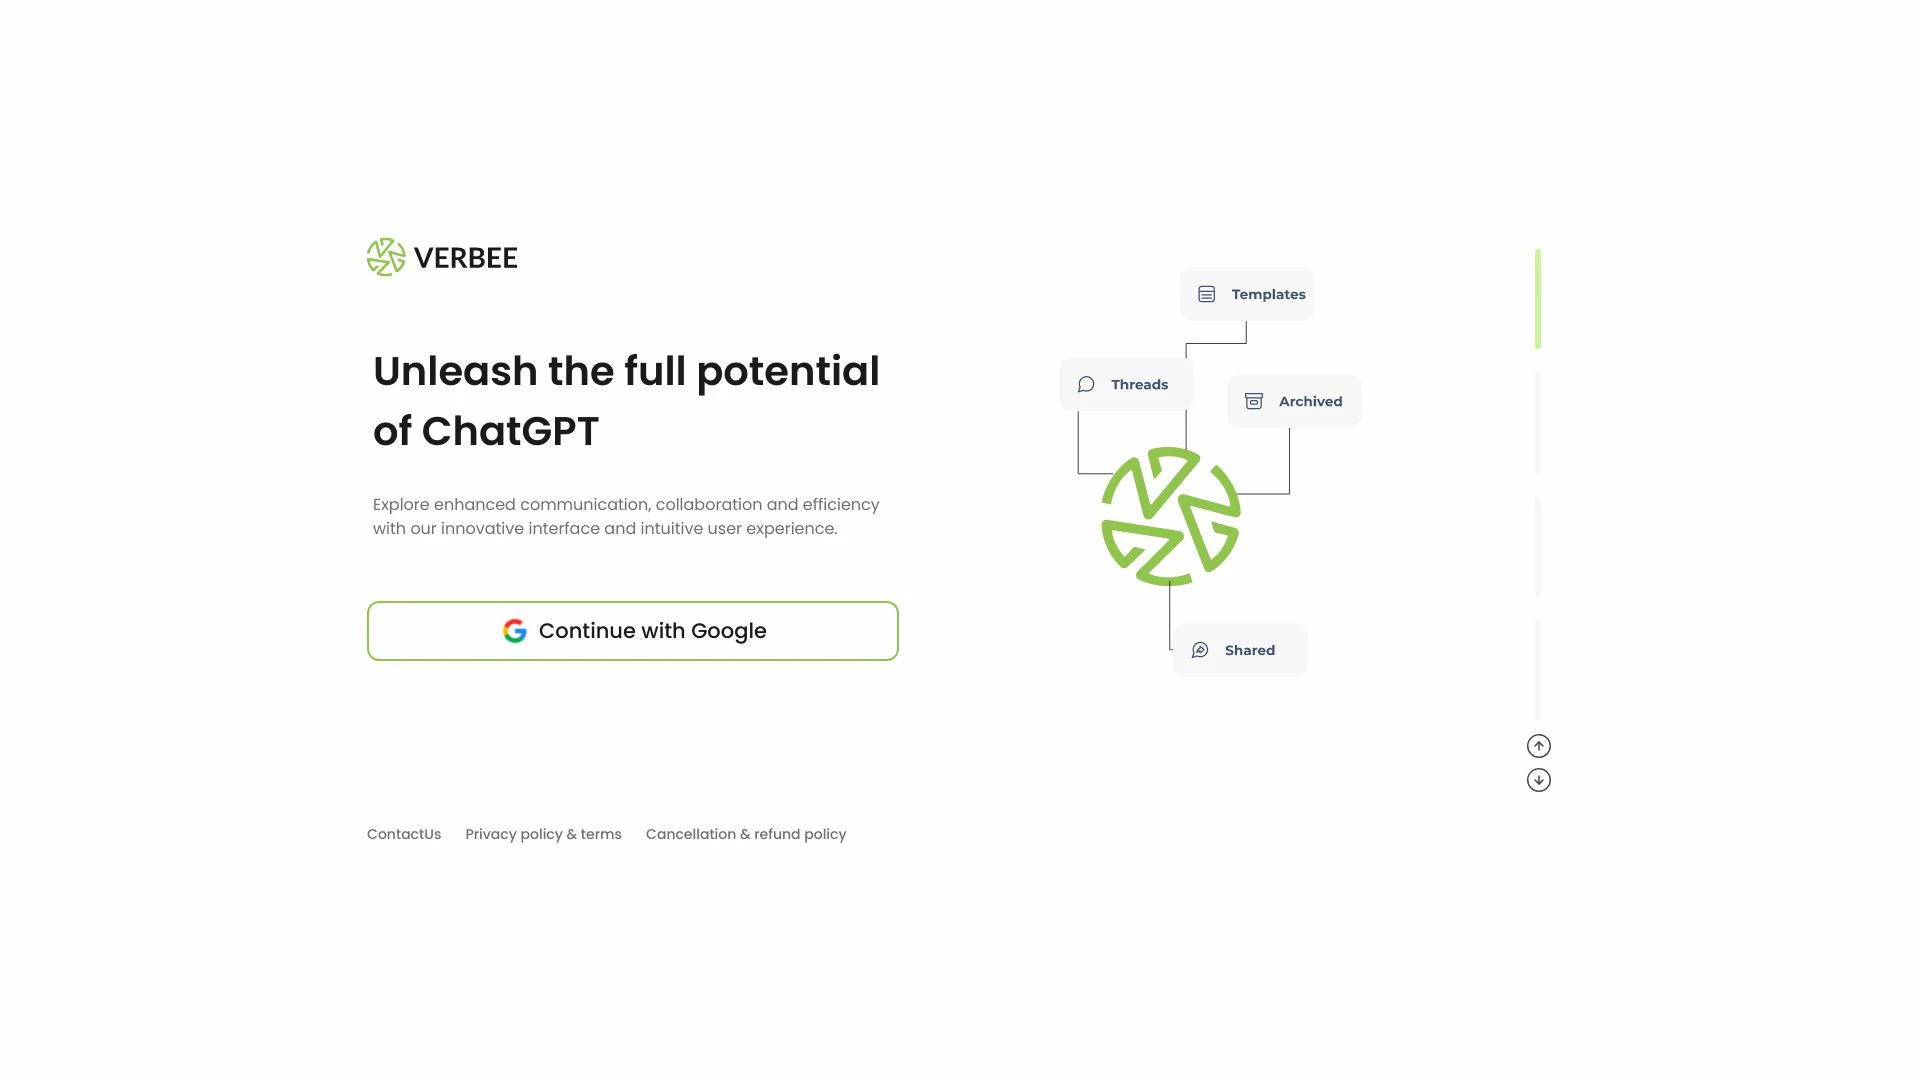 VERBEE
Unleash the full potential
of ChatGPT
Explore enhanced communication, collaboration and efficiency
with our innovative interface and intuitive user experience.
Continue with Google
ContactUs Privacy policy & terms Cancellation & refund policy
Templates
Threads
Archived
Shared